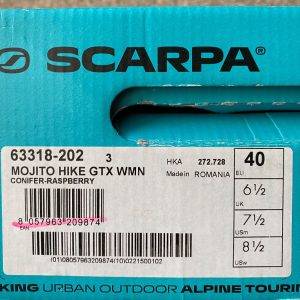 SCARPA
63318-202 3
MOJITO HIKE GTX WMN
CONIFER-RASPBERRY
HKA 272.728
Made in ROMANIA
40
EU
6½
UK
7½
USm
8½
USw
8 057963 209874
EAN
(01)08057963209874(10)0221500102
KING URBAN OUTDOOR ALPINE TOURI